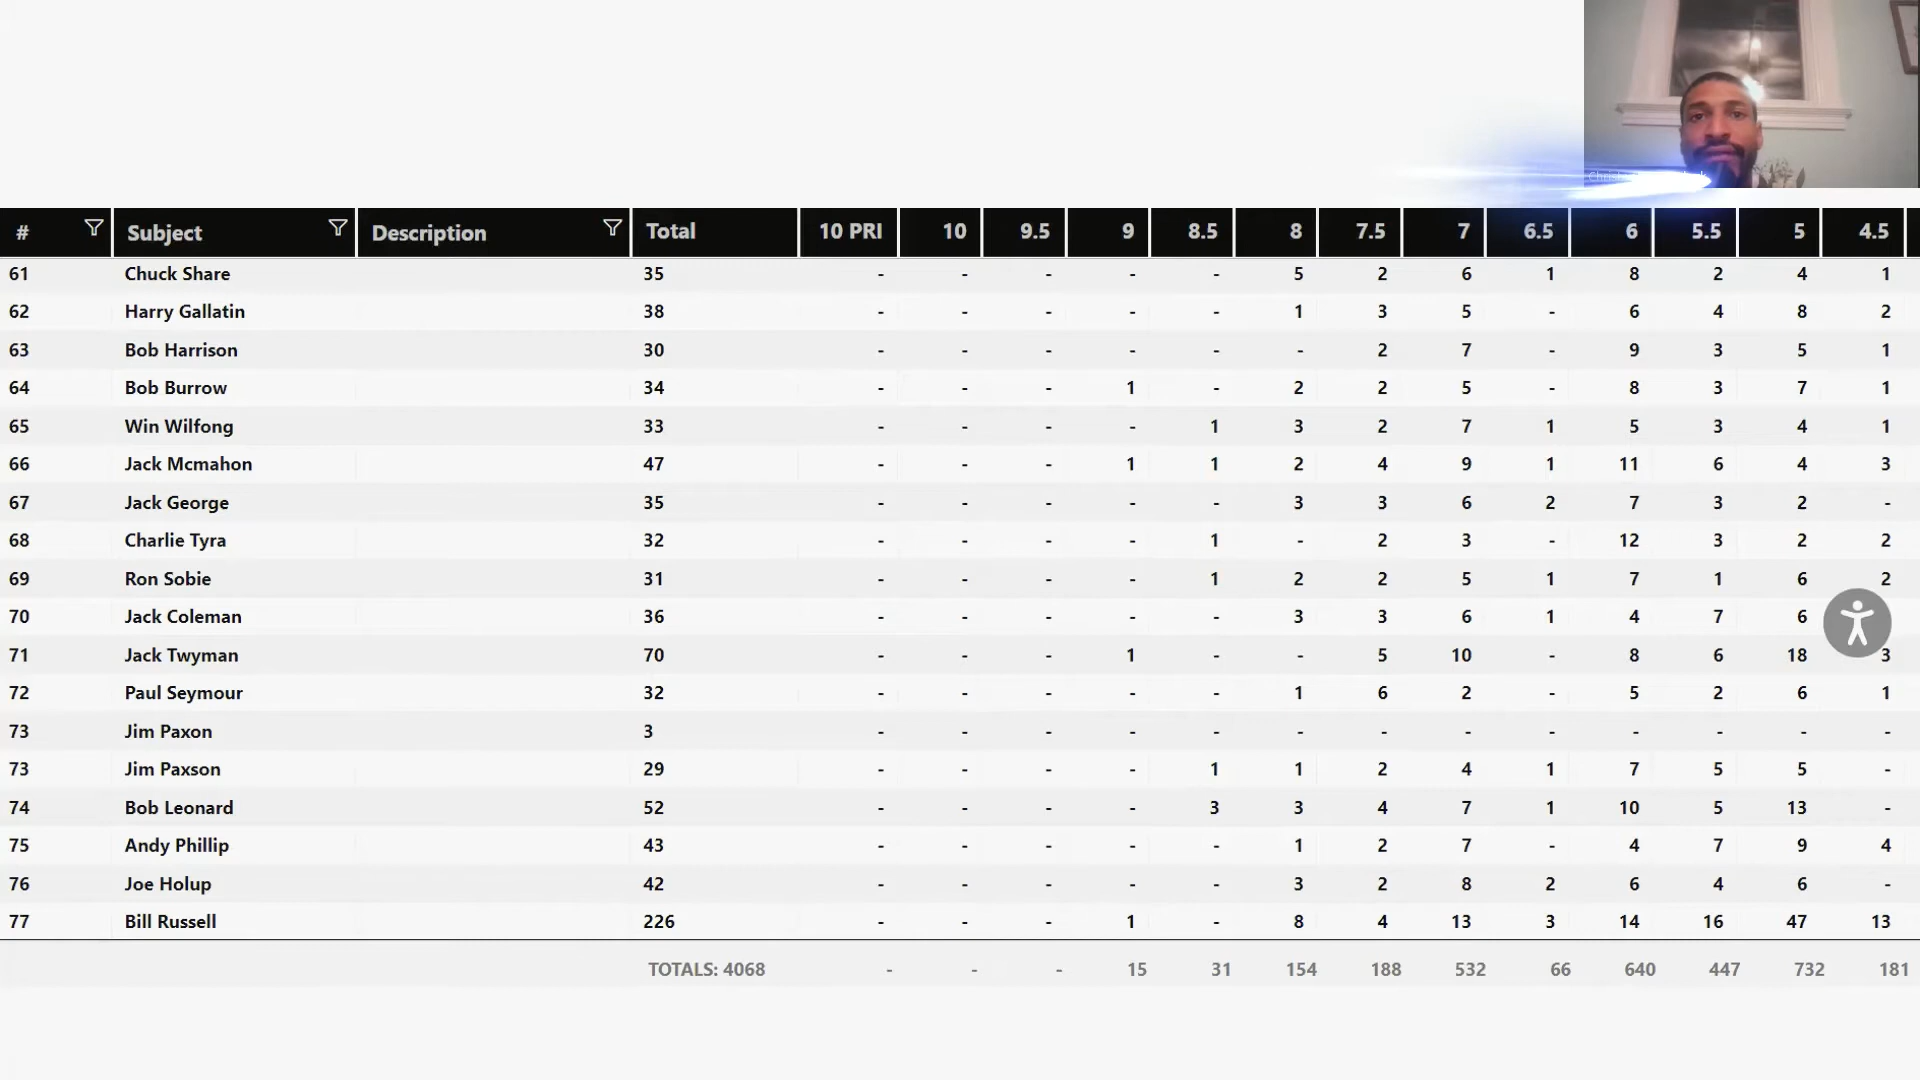 # Subject Description Total 10 PRI 10 9.5 9 8.5 8 7.5 7 6.5 6 5.5 5 4.5
61 Chuck Share 35 - - - - - 5 2 6 1 8 2 4 1
62 Harry Gallatin 38 - - - - - 1 3 5 - 6 4 8 2
63 Bob Harrison 30 - - - - - - 2 7 - 9 3 5 1
64 Bob Burrow 34 - - - 1 - 2 2 5 - 8 3 7 1
65 Win Wilfong 33 - - - - 1 3 2 7 1 5 3 4 1
66 Jack Mcmahon 47 - - - 1 1 2 4 9 1 11 6 4 3
67 Jack George 35 - - - - - 3 3 6 2 7 3 2 -
68 Charlie Tyra 32 - - - - 1 - 2 3 - 12 3 2 2
69 Ron Sobie 31 - - - - 1 2 2 5 1 7 1 6 2
70 Jack Coleman 36 - - - - - 3 3 6 1 4 7 6
71 Jack Twyman 70 - - - 1 - - 5 10 - 8 6 18 3
72 Paul Seymour 32 - - - - - 1 6 2 - 5 2 6 1
73 Jim Paxon 3 - - - - - - - - - - - - -
73 Jim Paxson 29 - - - - 1 1 2 4 1 7 5 5 -
74 Bob Leonard 52 - - - - 3 3 4 7 1 10 5 13 -
75 Andy Phillip 43 - - - - - 1 2 7 - 4 7 9 4
76 Joe Holup 42 - - - - - 3 2 8 2 6 4 6 -
77 Bill Russell 226 - - - 1 - 8 4 13 3 14 16 47 13
TOTALS: 4068 - - - 15 31 154 188 532 66 640 447 732 181